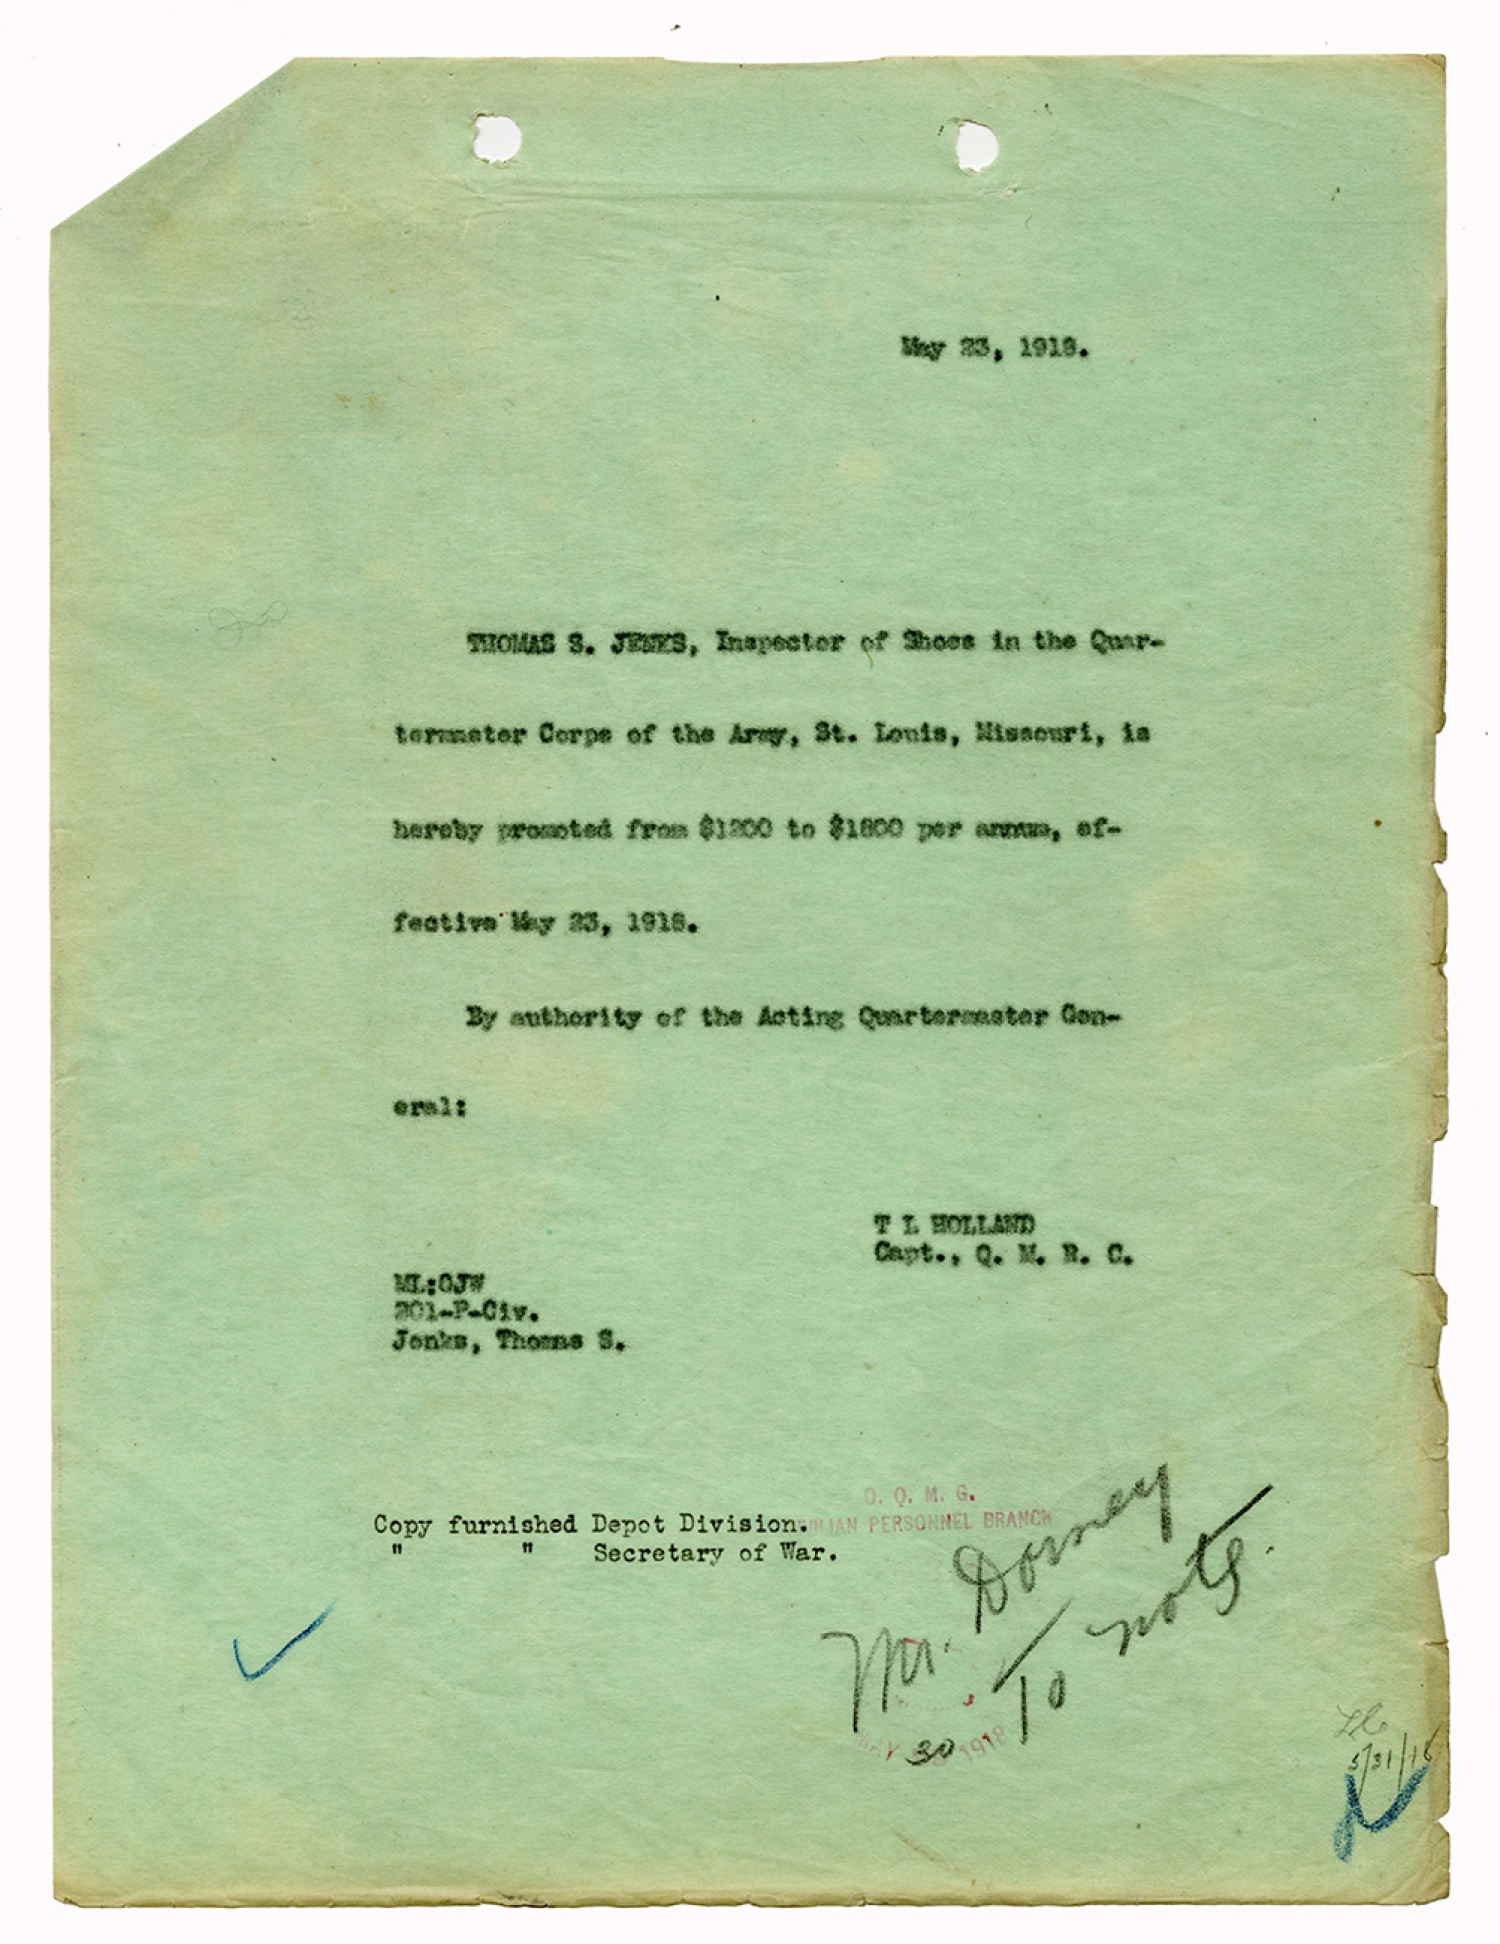 May 23, 1918.
THOMAS S. JENKS, Inspector of Shoes in the Quar-
termaster Corps of the Army, St. Louis, Missouri, is
hereby promoted from $1200 to $1800 per annum, ef-
fective May 23, 1918.
By authority of the Acting Quartermaster Gen-
eral:
T L HOLLAND
Capt., Q. M. R. C.
ML:OJW
201-P-Civ.
Jenks, Thomas S.
O. Q. M. G.
PERSONNEL BRANCH
Copy furnished Depot Division.
" " Secretary of War.
Mr. Dorney
To note.
30 1918
5/31/18